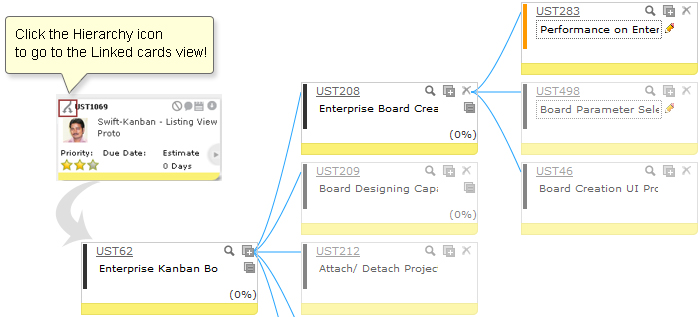 Click the Hierarchy icon
to go to the Linked cards view!
UST1069
Swift-Kanban - Listing View
Proto
Priority: Due Date: Estimate
0 Days
UST62
Enterprise Kanban Bo
(0%)
UST208
Enterprise Board Crea
(0%)
UST209
Board Designing Capa
(0%)
UST212
Attach/ Detach Projec
UST283
Performance on Enter
UST498
Board Parameter Sele
UST46
Board Creation UI Pro